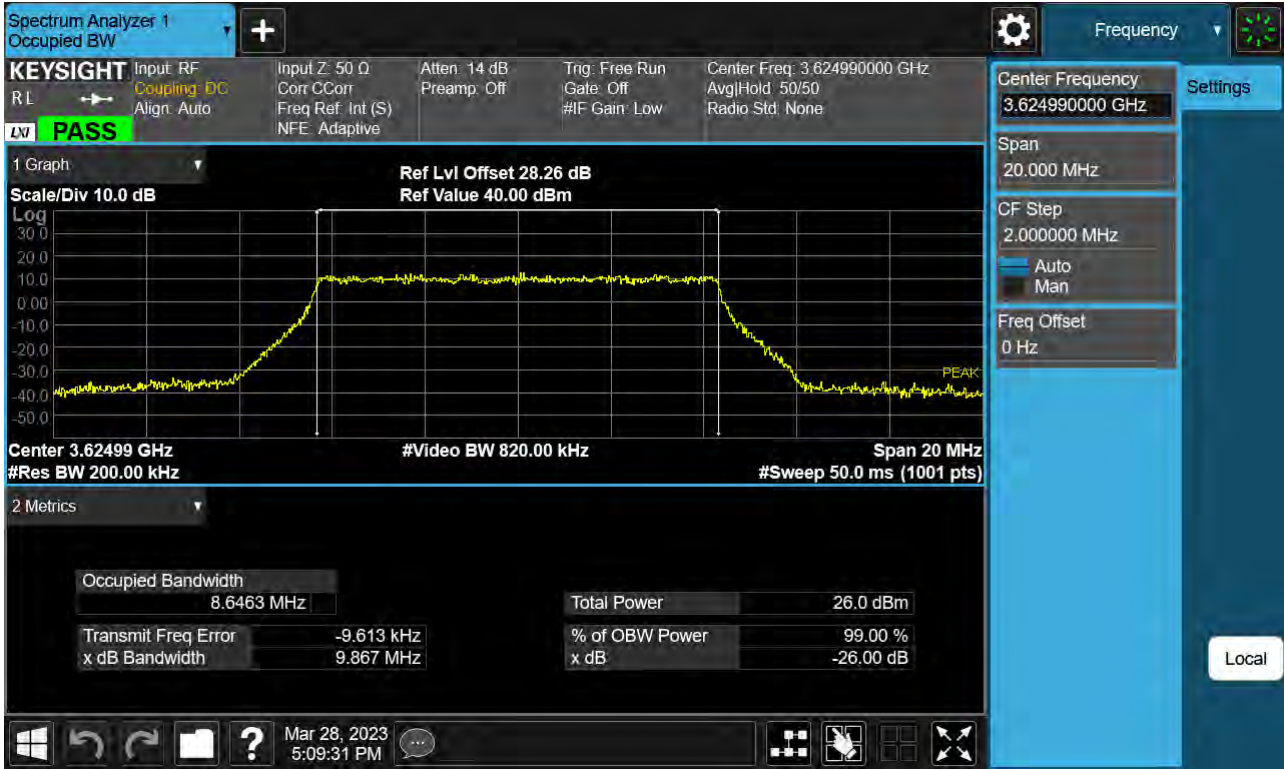 Spectrum Analyzer 1
Occupied BW
Frequency
KEYSIGHT
RL
LXI
PASS
Input: RF
Coupling: DC
Align: Auto
Input Z: 50 Ω
Corr CCorr
Freq Ref: Int (S)
NFE: Adaptive
Atten: 14 dB
Preamp: Off
Trig: Free Run
Gate: Off
#IF Gain: Low
Center Freq: 3.624990000 GHz
Avg|Hold: 50/50
Radio Std: None
1 Graph
Scale/Div 10.0 dB
Ref Lvl Offset 28.26 dB
Ref Value 40.00 dBm
Log
30.0
20.0
10.0
0.00
-10.0
-20.0
-30.0
-40.0
-50.0
PEAK
Center 3.62499 GHz
#Video BW 820.00 kHz
Span 20 MHz
#Res BW 200.00 kHz
#Sweep 50.0 ms (1001 pts)
2 Metrics
Occupied Bandwidth
8.6463 MHz
Total Power 26.0 dBm
Transmit Freq Error -9.613 kHz
% of OBW Power 99.00 %
x dB Bandwidth 9.867 MHz
x dB -26.00 dB
Center Frequency
3.624990000 GHz
Settings
Span
20.000 MHz
CF Step
2.000000 MHz
Auto
Man
Freq Offset
0 Hz
Local
?
Mar 28, 2023
5:09:31 PM